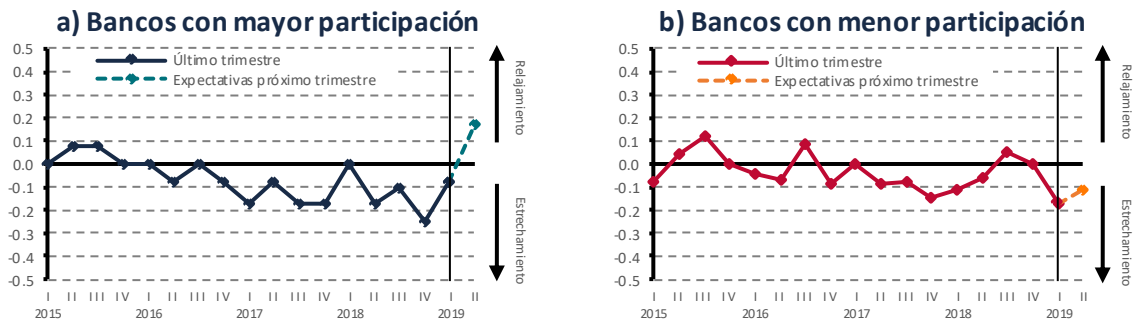 a) Bancos con mayor participación
0.5
0.4
0.3
0.2
0.1
0.0
-0.1
-0.2
-0.3
-0.4
-0.5
Último trimestre
Expectativas próximo trimestre
Relajamiento
Estrechamiento
I II III IV I II III IV I II III IV I II III IV I II
2015 2016 2017 2018 2019
b) Bancos con menor participación
0.5
0.4
0.3
0.2
0.1
0.0
-0.1
-0.2
-0.3
-0.4
-0.5
Último trimestre
Expectativas próximo trimestre
Relajamiento
Estrechamiento
I II III IV I II III IV I II III IV I II III IV I II
2015 2016 2017 2018 2019